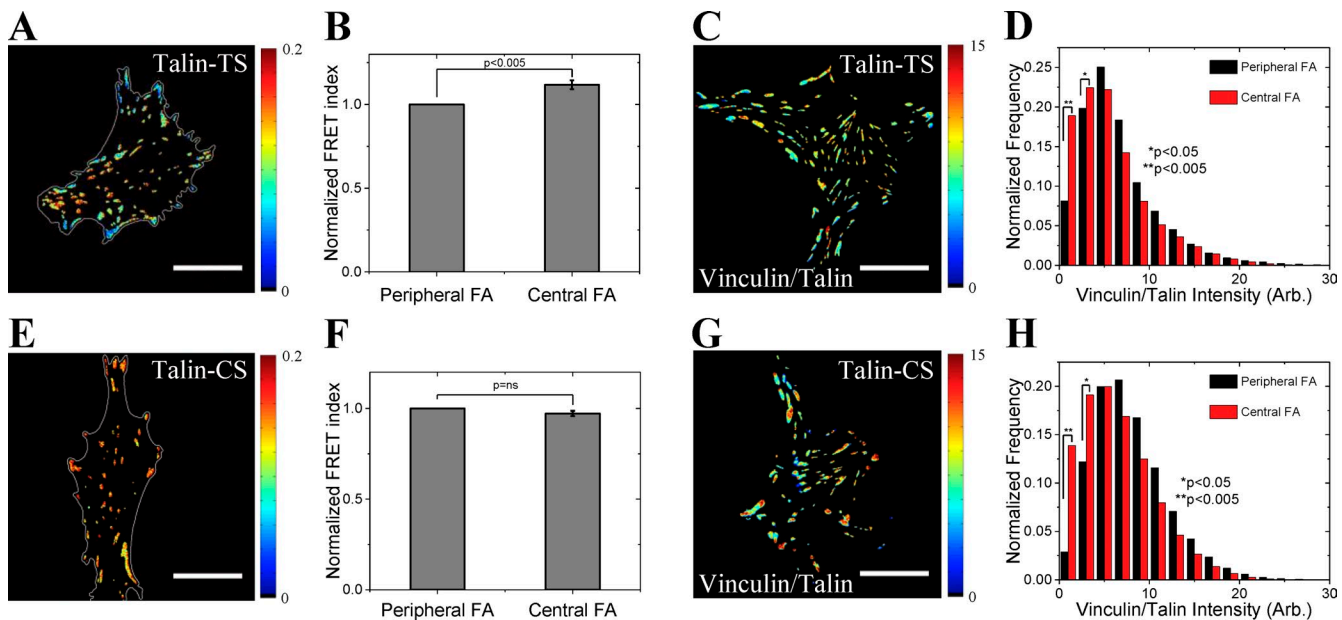 A
Talin-TS
0.2
0
B
Normalized FRET index
1.0
0.5
0.0
p<0.005
Peripheral FA
Central FA
C
Talin-TS
Vinculin/Talin
15
0
D
Normalized Frequency
0.25
0.20
0.15
0.10
0.05
0.00
** *
Peripheral FA
Central FA
*p<0.05
**p<0.005
0 10 20 30
Vinculin/Talin Intensity (Arb.)
E
Talin-CS
0.2
0
F
Normalized FRET index
1.0
0.5
0.0
p=ns
Peripheral FA
Central FA
G
Talin-CS
Vinculin/Talin
15
0
H
Normalized Frequency
0.20
0.15
0.10
0.05
0.00
** *
Peripheral FA
Central FA
*p<0.05
**p<0.005
0 10 20 30
Vinculin/Talin Intensity (Arb.)